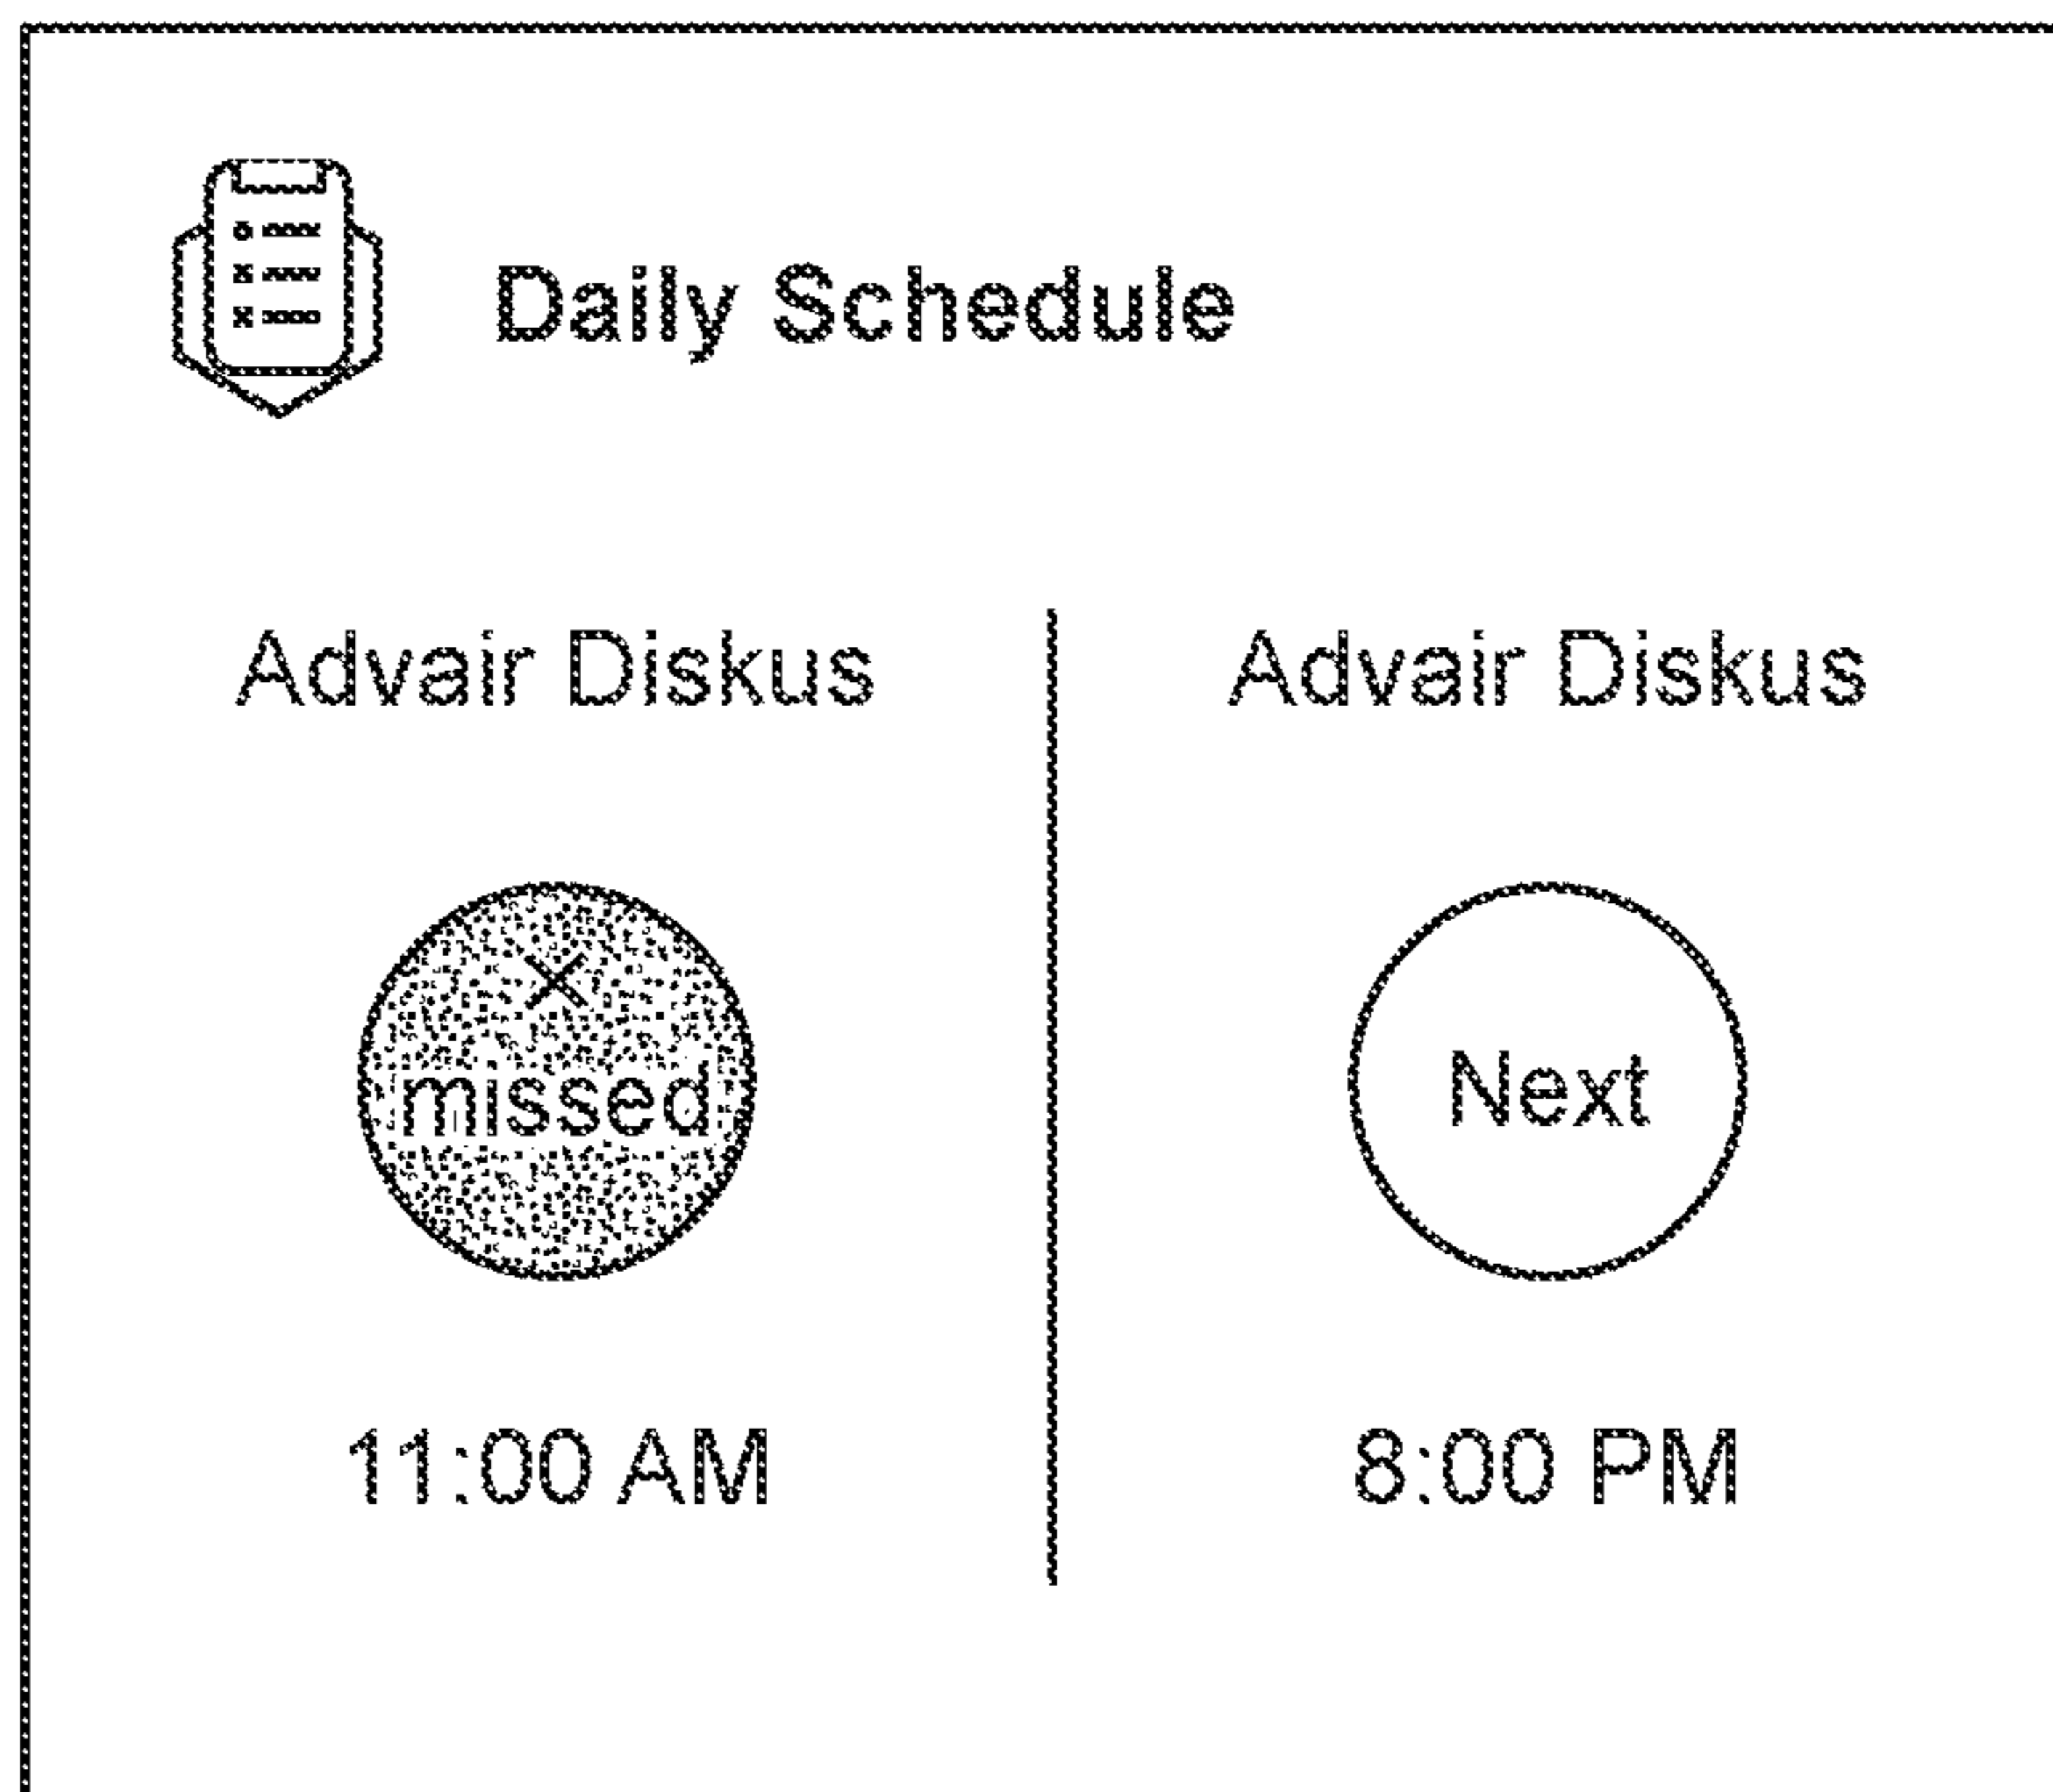 Daily Schedule
Advair Diskus
missed
11:00 AM
Advair Diskus
Next
8:00 PM